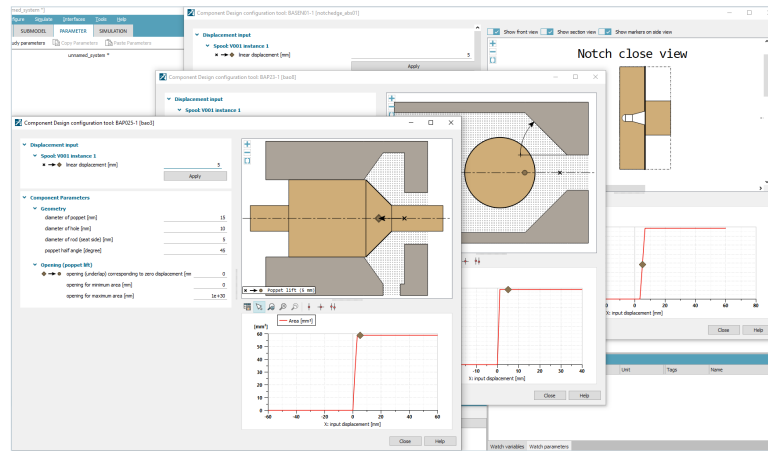 med_system *]
figure Simulate Interfaces Tools Help
SUBMODEL PARAMETER SIMULATION
udy parameters Copy Parameters Paste Parameters
unnamed_system *
Component Design configuration tool: BASEN01-1 [notchedge_abs01]
Displacement input
Spool: V001 instance 1
linear displacement [mm] 5
Apply
Show front view Show section view Show markers on side view
Notch close view
Component Design configuration tool: BAP23-1 [bas8]
Displacement input
Spool: V001 instance 1
Component Design configuration tool: BAP025-1 [bao3]
Displacement input
Spool: V001 instance 1
linear displacement [mm] 5
Apply
Component Parameters
Geometry
diameter of poppet [mm] 15
diameter of hole [mm] 10
diameter of rod (seat side) [mm] 5
poppet half angle [degree] 45
Opening (poppet lift)
opening (underlap) corresponding to zero displacement [mm 0
opening for minimum area [mm] 0
opening for maximum area [mm] 1e+30
Poppet lift (5 mm)
Area [mm²]
[mm²]
60
50
40
30
20
10
0
-60 -40 -20 0 20 40 60
X: input displacement [mm]
Close Help
-10 0 10 20 30 40
X: input displacement [mm]
Close Help
0 20 40 60
X: input displacement [mm]
Close Help
Unit Tags Name
Watch variables Watch parameters